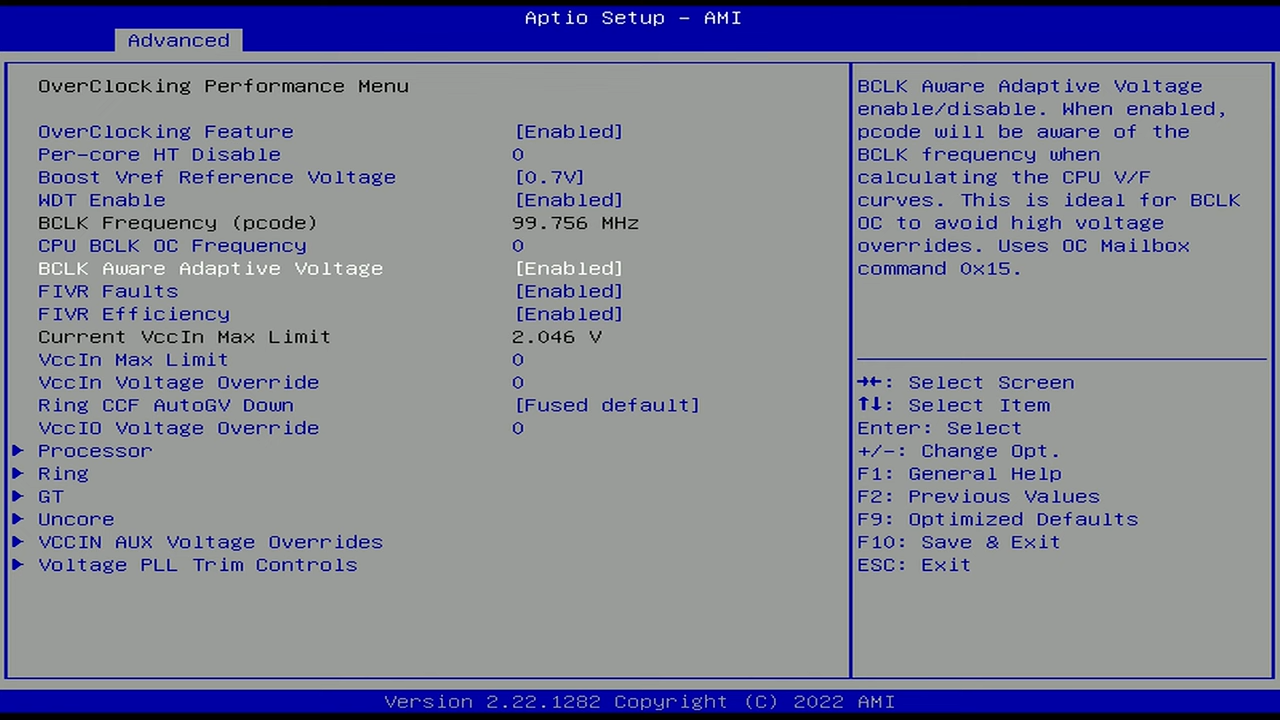 Aptio Setup – AMI
Advanced
OverClocking Performance Menu
OverClocking Feature [Enabled]
Per-core HT Disable 0
Boost Vref Reference Voltage [0.7V]
WDT Enable [Enabled]
BCLK Frequency (pcode) 99.756 MHz
CPU BCLK OC Frequency 0
BCLK Aware Adaptive Voltage [Enabled]
FIVR Faults [Enabled]
FIVR Efficiency [Enabled]
Current VccIn Max Limit 2.046 V
VccIn Max Limit 0
VccIn Voltage Override 0
Ring CCF AutoGV Down [Fused default]
VccIO Voltage Override 0
Processor
Ring
GT
Uncore
VCCIN AUX Voltage Overrides
Voltage PLL Trim Controls
BCLK Aware Adaptive Voltage
enable/disable. When enabled,
pcode will be aware of the
BCLK frequency when
calculating the CPU V/F
curves. This is ideal for BCLK
OC to avoid high voltage
overrides. Uses OC Mailbox
command 0x15.
→←: Select Screen
↑↓: Select Item
Enter: Select
+/-: Change Opt.
F1: General Help
F2: Previous Values
F9: Optimized Defaults
F10: Save & Exit
ESC: Exit
Version 2.22.1282 Copyright (C) 2022 AMI